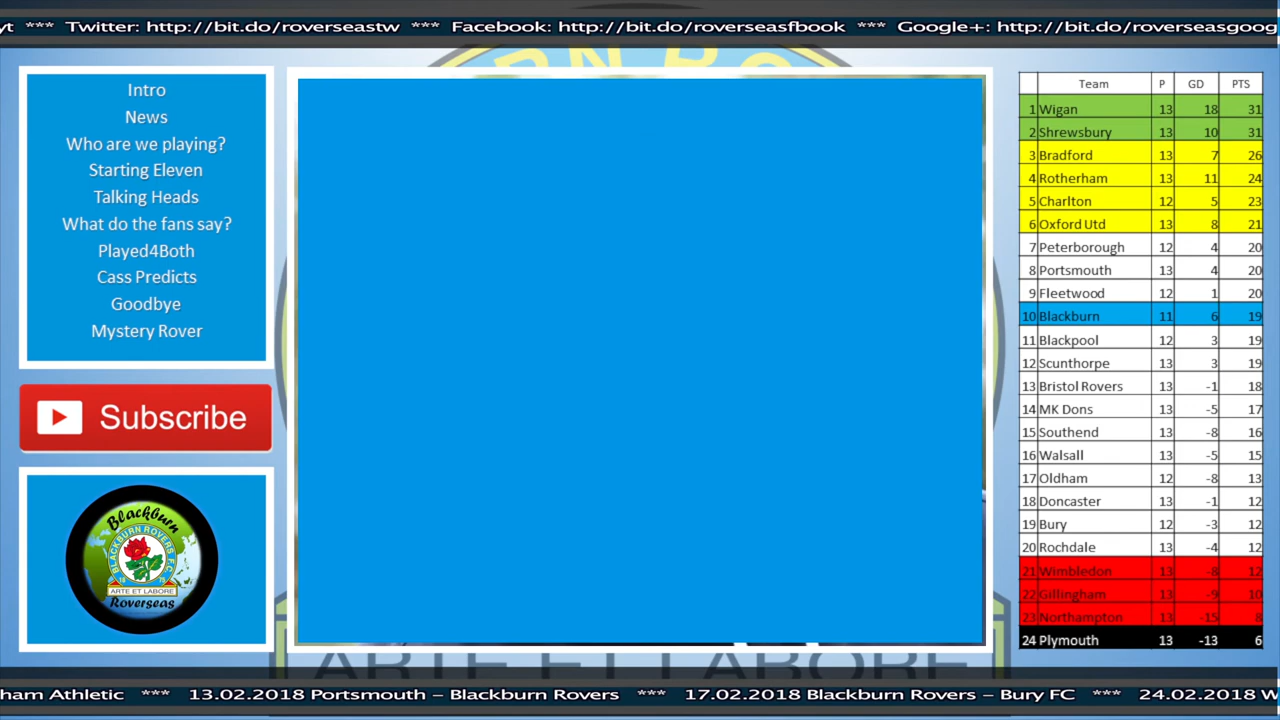 yt *** Twitter: http://bit.do/roverseastw *** Facebook: http://bit.do/roverseasfbook *** Google+: http://bit.do/roverseasgoog
Intro
News
Who are we playing?
Starting Eleven
Talking Heads
What do the fans say?
Played4Both
Cass Predicts
Goodbye
Mystery Rover
Subscribe
Blackburn
BLACKBURN ROVERS F.C.
18 75
ARTE ET LABORE
Roverseas
Team P GD PTS
1 Wigan 13 18 31
2 Shrewsbury 13 10 31
3 Bradford 13 7 26
4 Rotherham 13 11 24
5 Charlton 12 5 23
6 Oxford Utd 13 8 21
7 Peterborough 12 4 20
8 Portsmouth 13 4 20
9 Fleetwood 12 1 20
10 Blackburn 11 6 19
11 Blackpool 12 3 19
12 Scunthorpe 13 3 19
13 Bristol Rovers 13 -1 18
14 MK Dons 13 -5 17
15 Southend 13 -8 16
16 Walsall 13 -5 15
17 Oldham 12 -8 13
18 Doncaster 13 -1 12
19 Bury 12 -3 12
20 Rochdale 13 -4 12
21 Wimbledon 13 -8 12
22 Gillingham 13 -9 10
23 Northampton 13 -15 8
24 Plymouth 13 -13 6
ARTE ET LABORE
ham Athletic *** 13.02.2018 Portsmouth – Blackburn Rovers *** 17.02.2018 Blackburn Rovers – Bury FC *** 24.02.2018 W